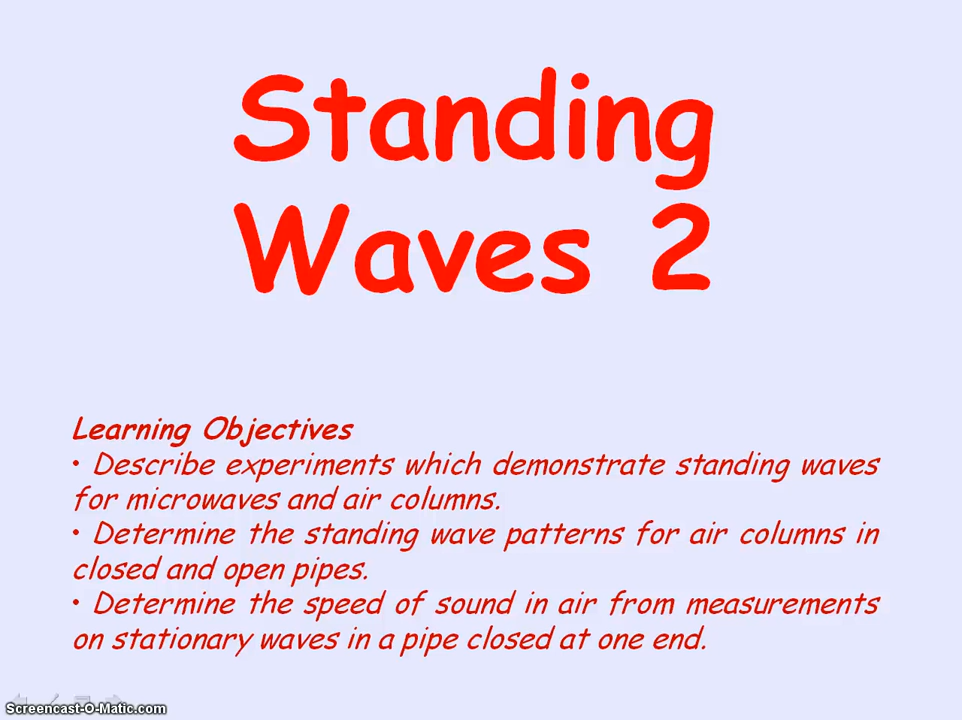 Standing
Waves 2
Learning Objectives
• Describe experiments which demonstrate standing waves
for microwaves and air columns.
• Determine the standing wave patterns for air columns in
closed and open pipes.
• Determine the speed of sound in air from measurements
on stationary waves in a pipe closed at one end.
Screencast-O-Matic.com